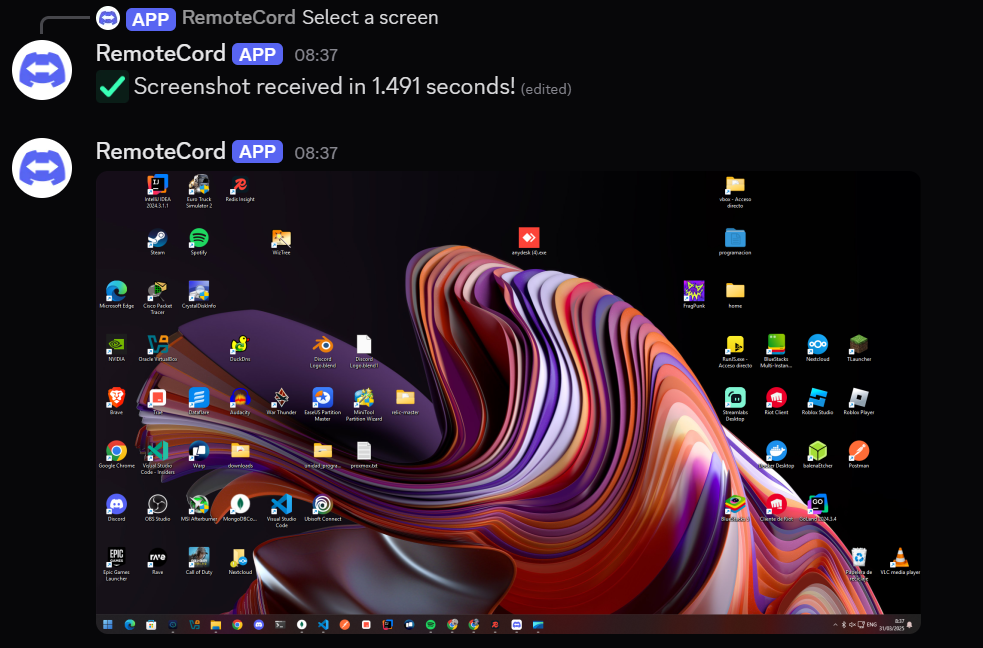 APP RemoteCord Select a screen
RemoteCord APP 08:37
Screenshot received in 1.491 seconds! (edited)
RemoteCord APP 08:37
IntelliJ IDEA
2024.3.1.1
Euro Truck
Simulator 2
Redis Insight
vbox - Acceso
directo
Steam
Spotify
WizTree
anydesk (4).exe
programacion
Microsoft Edge
Cisco Packet
Tracer
CrystalDiskInfo
FragPunk
home
NVIDIA
Oracle VirtualBox
DuckDns
Discord
Logo.blend
Discord
Logo.blend1
Acceso directo
BlueStacks
Multi-Instan...
Nextcloud
TLauncher
Brave
Trae
Dataflare
Audacity
War Thunder
EaseUS Partition
Master
MiniTool
Partition Wizard
relic-master
Streamlabs
Desktop
Riot Client
Roblox Studio
Roblox Player
Google Chrome
Visual Studio
Code - Insiders
Warp
downloads
unidad_progra...
proxmox.txt
Docker Desktop
balenaEtcher
Postman
Discord
OBS Studio
MSI Afterburner
MongoDBCo...
Visual Studio
Code
Ubisoft Connect
Cliente de Riot...
GoLand 2024.3.4
EPIC
GAMES
Epic Games
Launcher
rave
Rave
Call of Duty
Nextcloud
Papelera de
reciclaje
VLC media player
ENG
8:37
31/03/2025